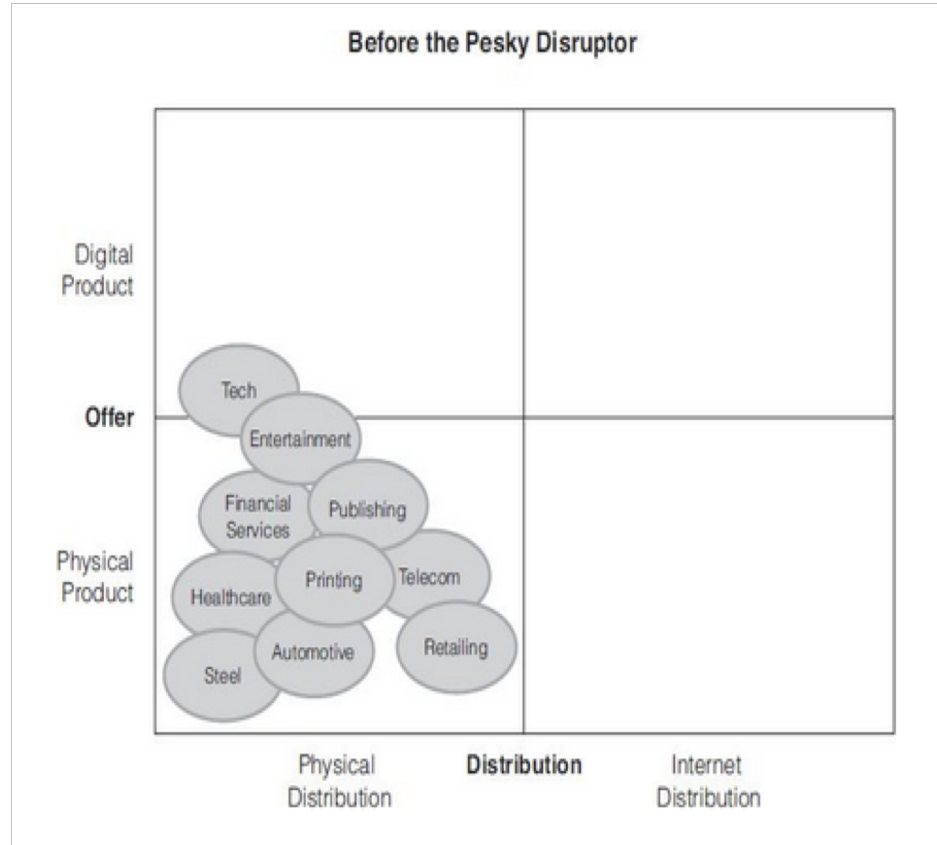 Before the Pesky Disruptor
Digital
Product
Tech
Offer
Entertainment
Financial
Services
Publishing
Physical
Product
Healthcare
Printing
Telecom
Steel
Automotive
Retailing
Physical
Distribution
Distribution
Internet
Distribution